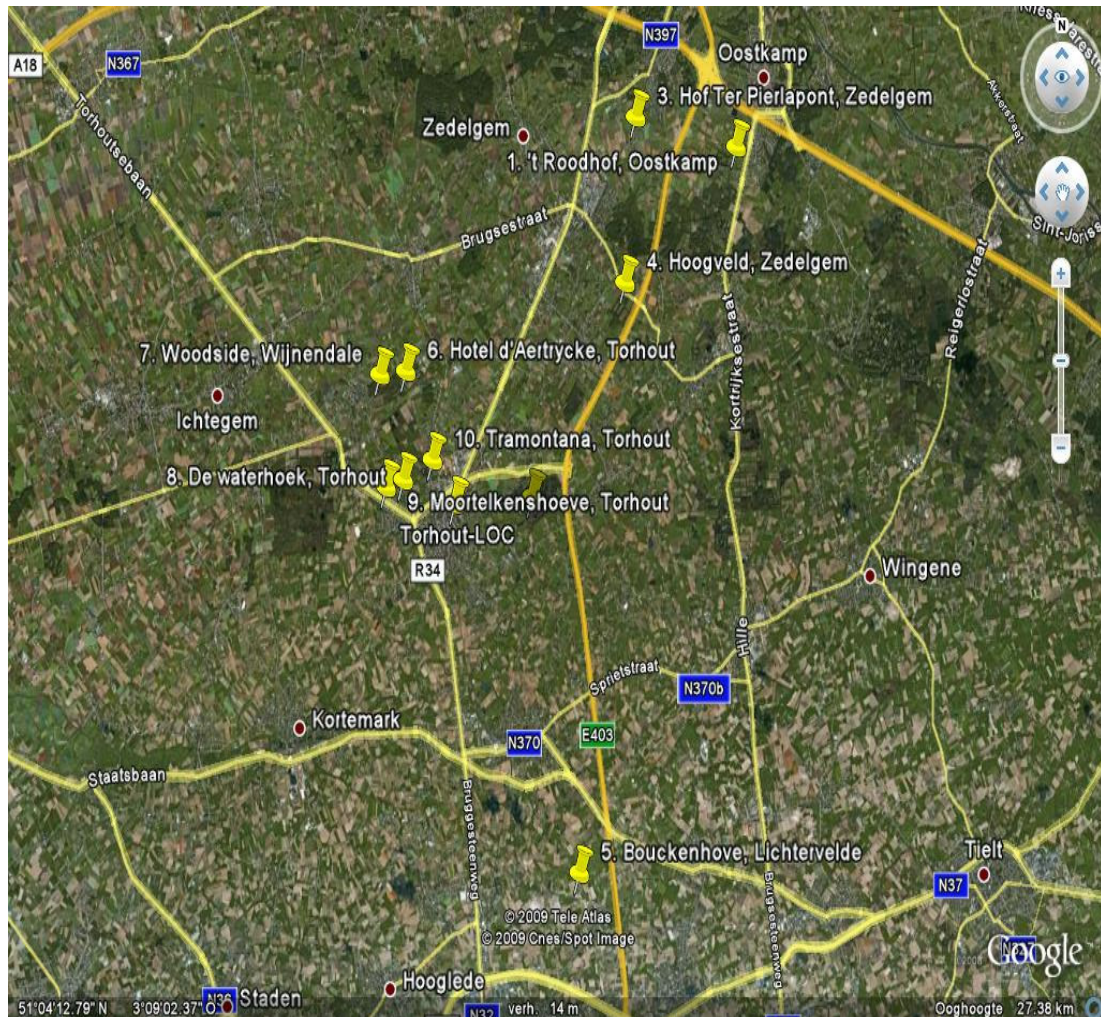 N397
Oostkamp
A18
N367
N
3. Hof Ter Pierlapont, Zedelgem
Akkerstraat
Torhoutsebaan
Zedelgem
1. 't Roodhof, Oostkamp
Brugsestraat
4. Hoogveld, Zedelgem
Reigerlostraat
Kortrijksestraat
7. Woodside, Wijnendale
6. Hotel d'Aertrycke, Torhout
Ichtegem
10. Tramontana, Torhout
8. De waterhoek, Torhout
9. Moortelkenshoeve, Torhout
Torhout-LOC
R34
Wingene
Hille
Sprietstraat
N370b
Kortemark
N370
E403
Staatsbaan
Bruggesteenweg
5. Bouckenhove, Lichtervelde
Tielt
N37
Brugsesteenweg
© 2009 Tele Atlas
© 2009 Cnes/Spot Image
Google
Hooglede
Staden
N32
51°04'12.79" N 3°09'02.37" O verh. 14 m Ooghoogte 27.38 km